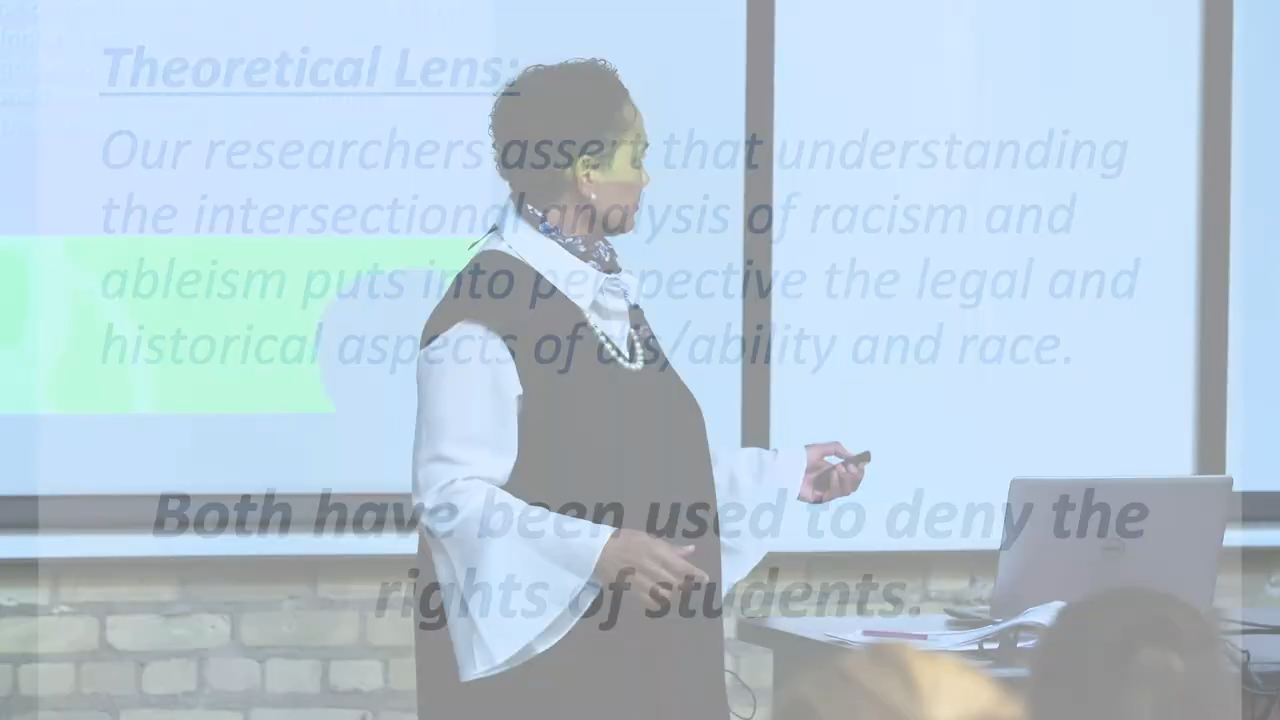 Theoretical Lens:
Our researchers assert that understanding
the intersectional analysis of racism and
ableism puts into perspective the legal and
historical aspects of dis/ability and race.
Both have been used to deny the
rights of students.